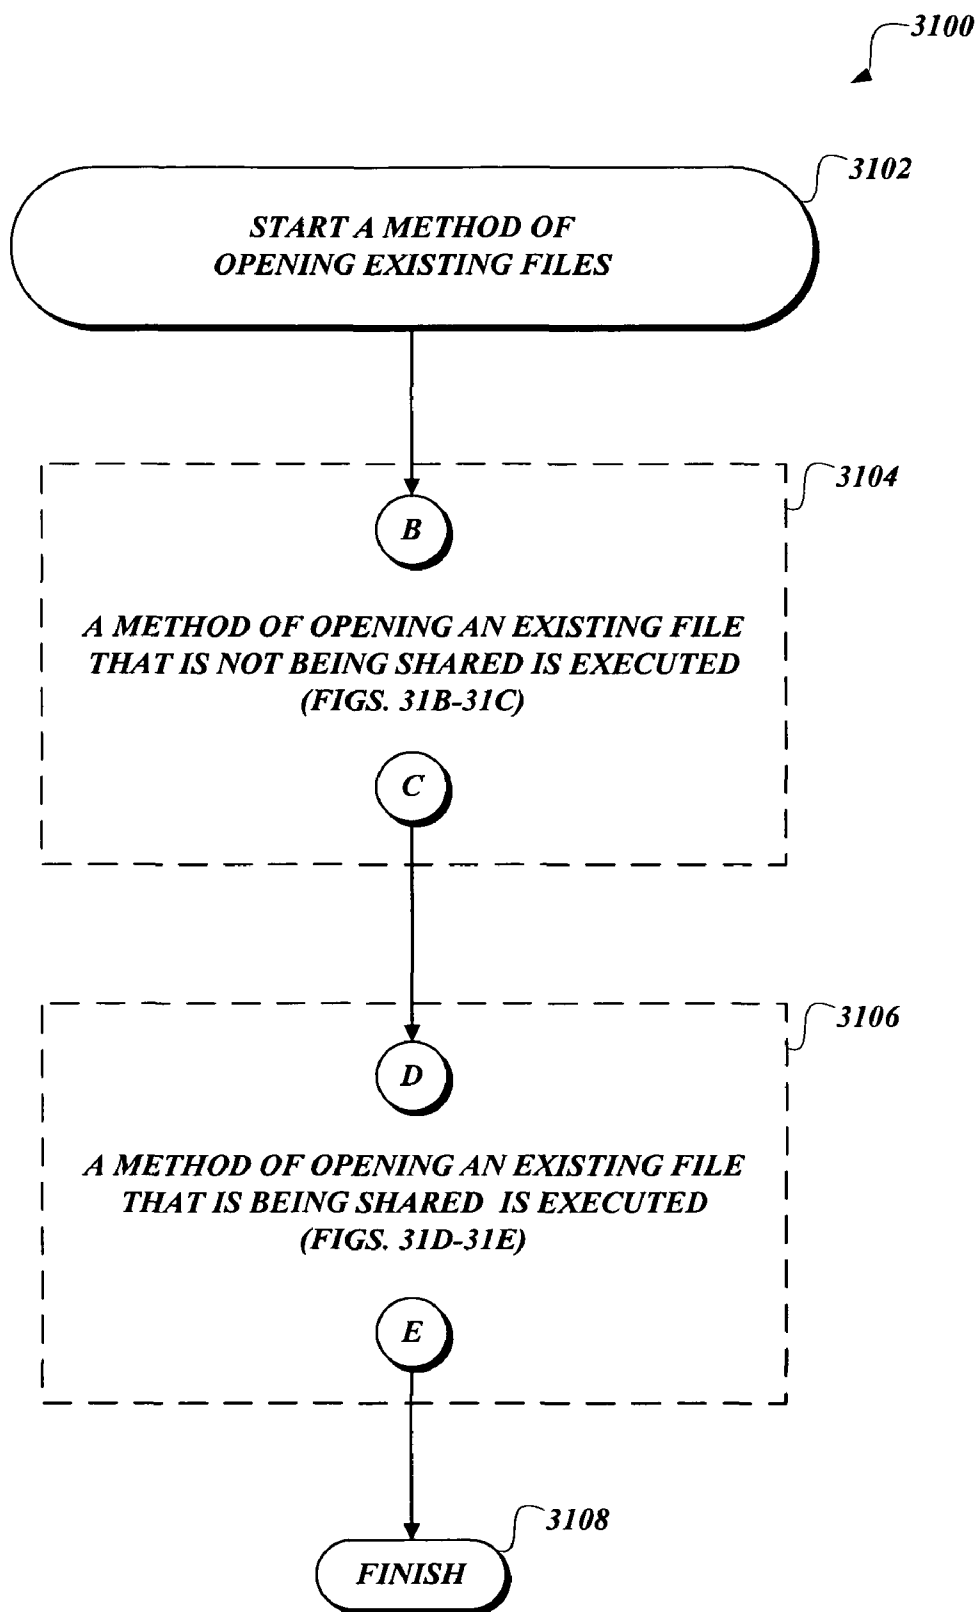 3100
3102
START A METHOD OF
OPENING EXISTING FILES
3104
B
A METHOD OF OPENING AN EXISTING FILE
THAT IS NOT BEING SHARED IS EXECUTED
(FIGS. 31B-31C)
C
3106
D
A METHOD OF OPENING AN EXISTING FILE
THAT IS BEING SHARED IS EXECUTED
(FIGS. 31D-31E)
E
3108
FINISH